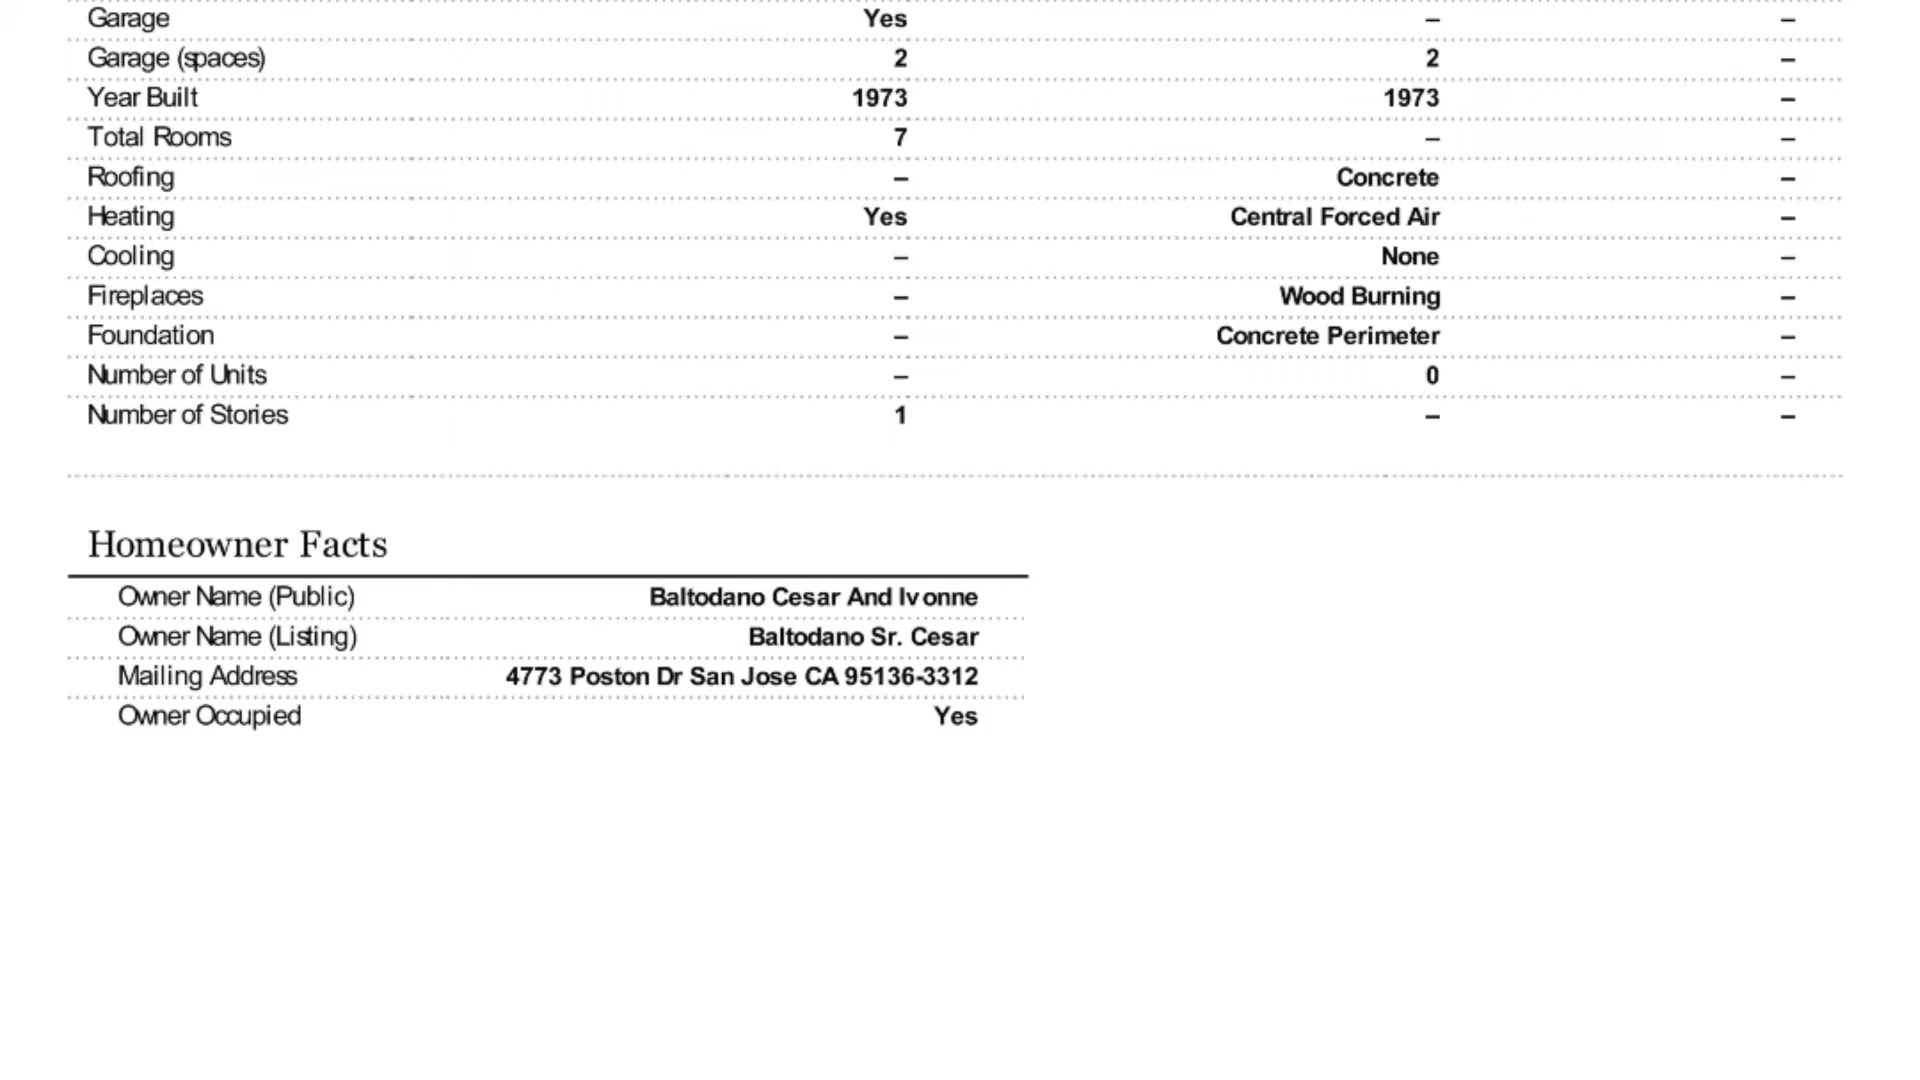 Garage Yes – –
Garage (spaces) 2 2 –
Year Built 1973 1973 –
Total Rooms 7 – –
Roofing – Concrete –
Heating Yes Central Forced Air –
Cooling – None –
Fireplaces – Wood Burning –
Foundation – Concrete Perimeter –
Number of Units – 0 –
Number of Stories 1 – –
Homeowner Facts
Owner Name (Public) Baltodano Cesar And Ivonne
Owner Name (Listing) Baltodano Sr. Cesar
Mailing Address 4773 Poston Dr San Jose CA 95136-3312
Owner Occupied Yes